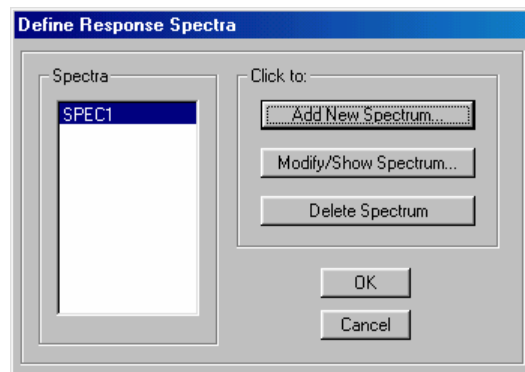 Define Response Spectra
Spectra
SPEC1
Click to:
Add New Spectrum...
Modify/Show Spectrum...
Delete Spectrum
OK
Cancel